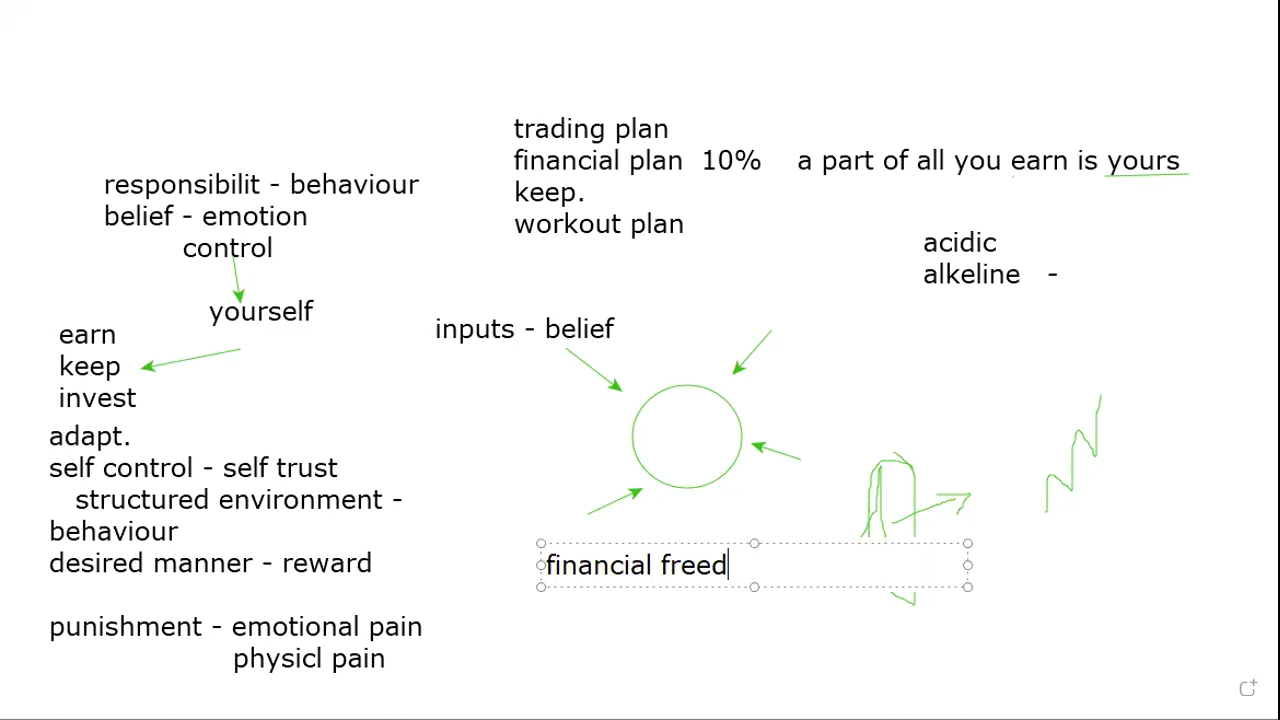 trading plan
financial plan 10% a part of all you earn is yours
keep.
workout plan
responsibilit - behaviour
belief - emotion
control
yourself
acidic
alkeline -
earn
keep
invest
inputs - belief
adapt.
self control - self trust
structured environment -
behaviour
desired manner - reward
punishment - emotional pain
physicl pain
financial freed